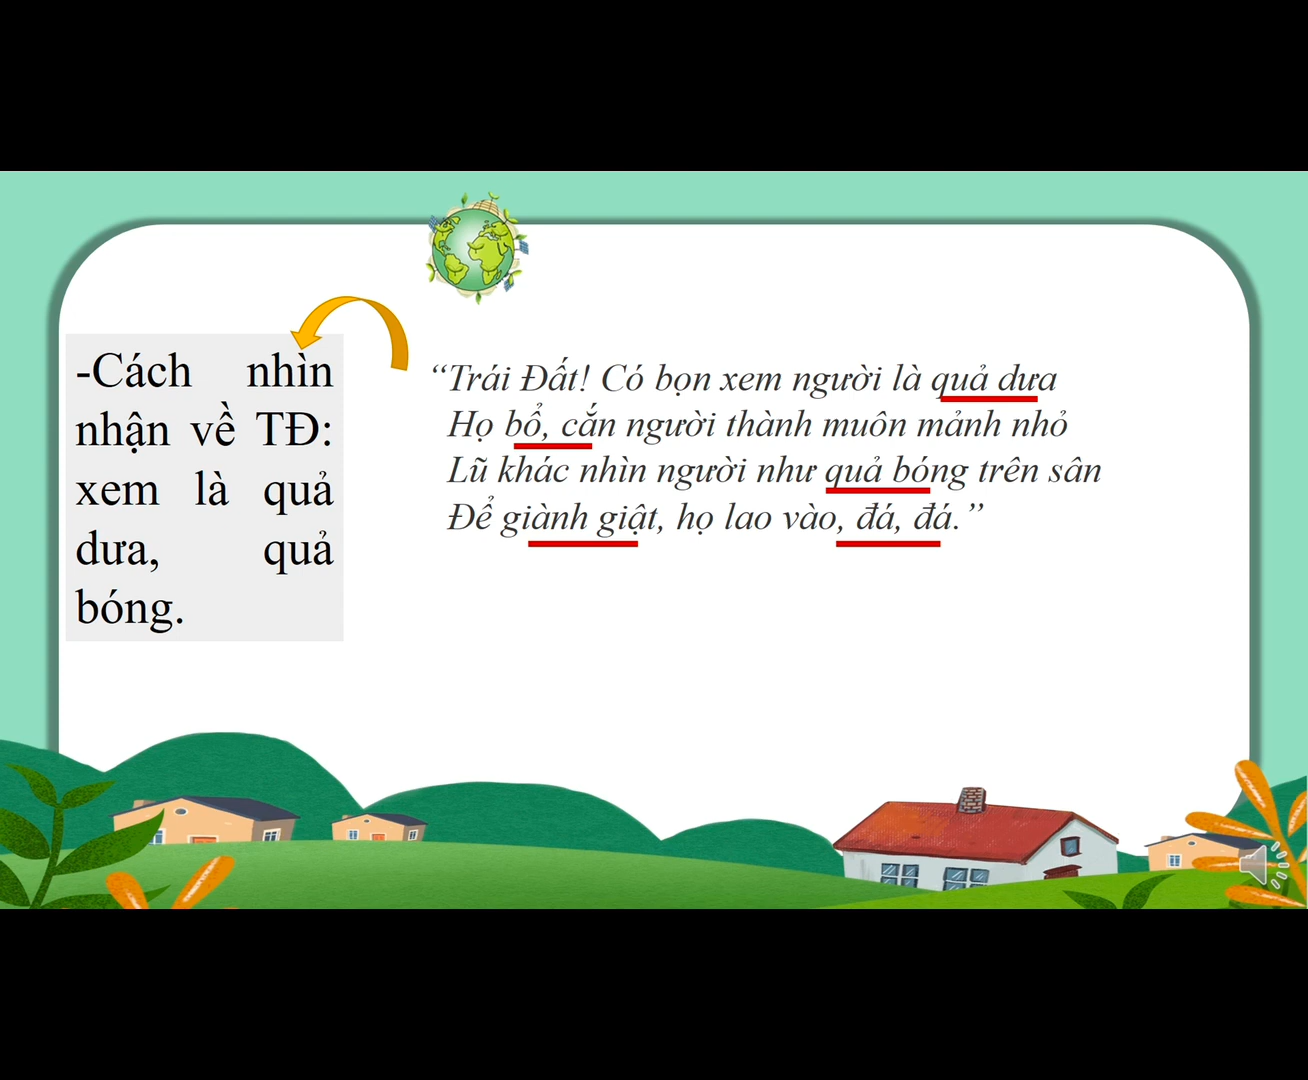 -Cách nhìn
nhận về TĐ:
xem là quả
dưa, quả
bóng.
“Trái Đất! Có bọn xem người là quả dưa
Họ bổ, cắn người thành muôn mảnh nhỏ
Lũ khác nhìn người như quả bóng trên sân
Để giành giật, họ lao vào, đá, đá.”